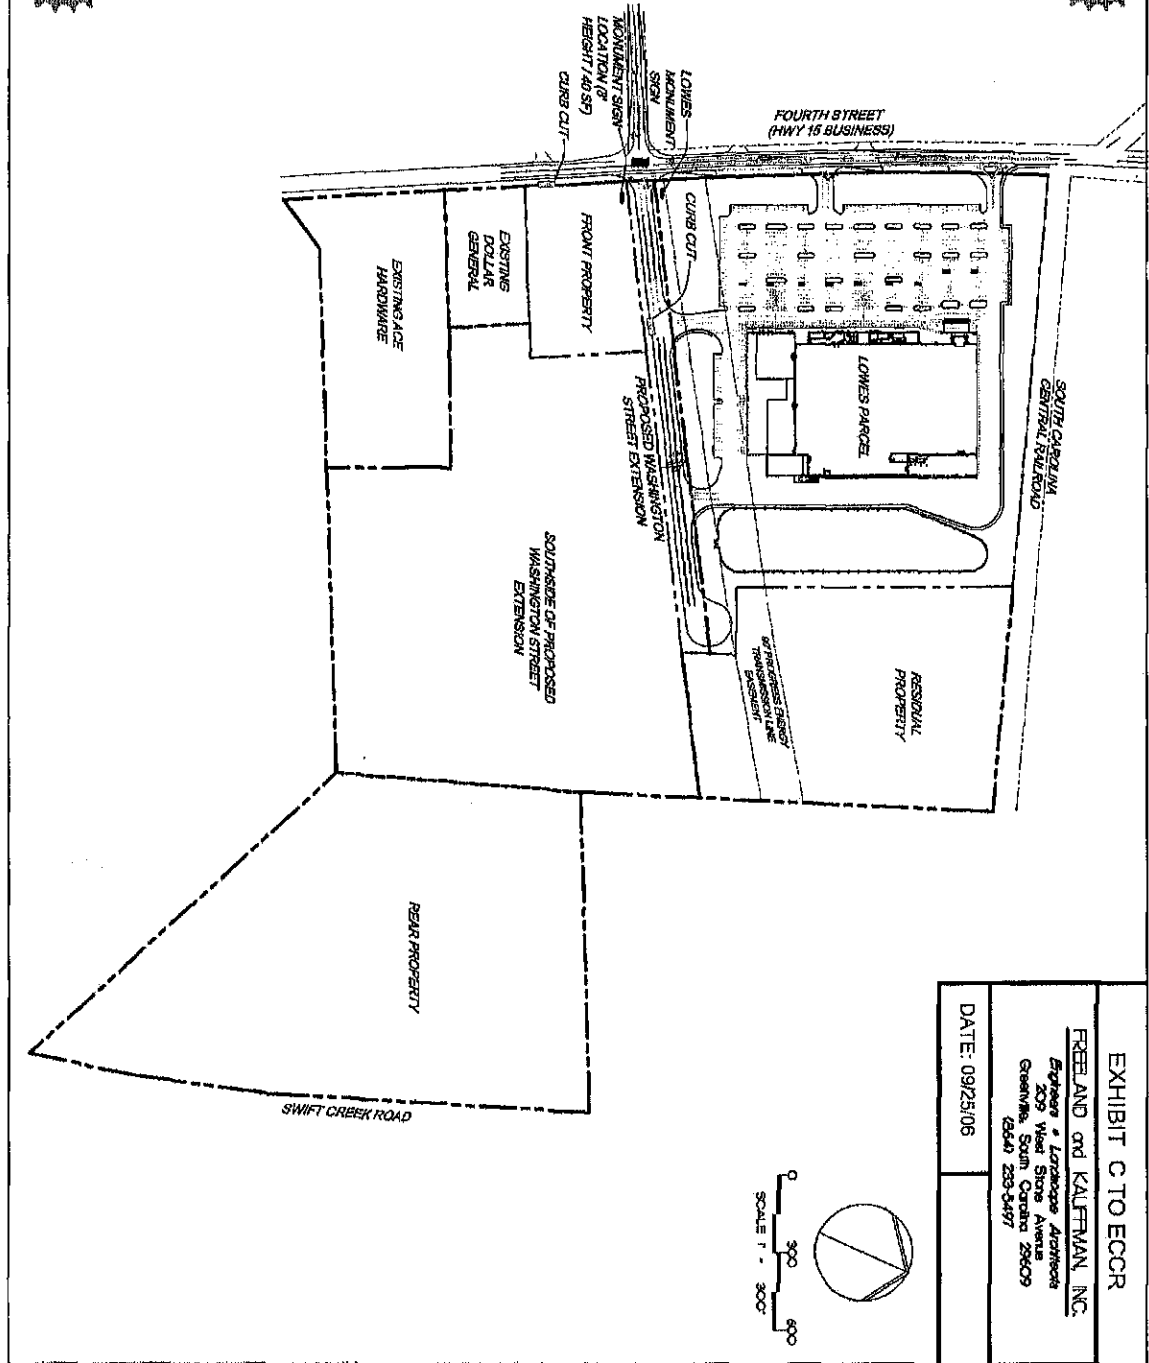 EXHIBIT C TO ECCR
FREELAND and KAUFFMAN, INC.
Engineers & Landscape Architects
209 West Stone Avenue
Greenville, South Carolina 29609
(864) 233-5497
DATE: 09/25/06
FOURTH STREET
(HWY 15 BUSINESS)
LOWES
MONUMENT
SIGN
MONUMENT SIGN
LOCATION (8'
HEIGHT / 40 SF)
CURB CUT
CURB CUT
SOUTH CAROLINA
CENTRAL RAILROAD
LOWES PARCEL
FRONT PROPERTY
EXISTING
DOLLAR
GENERAL
EXISTING ACE
HARDWARE
PROPOSED WASHINGTON
STREET EXTENSION
SOUTHSIDE OF PROPOSED
WASHINGTON STREET
EXTENSION
PROGRESS ENERGY
TRANSMISSION LINE
EASEMENT
RESIDUAL
PROPERTY
REAR PROPERTY
SWIFT CREEK ROAD
0 300 600
SCALE 1" = 300'